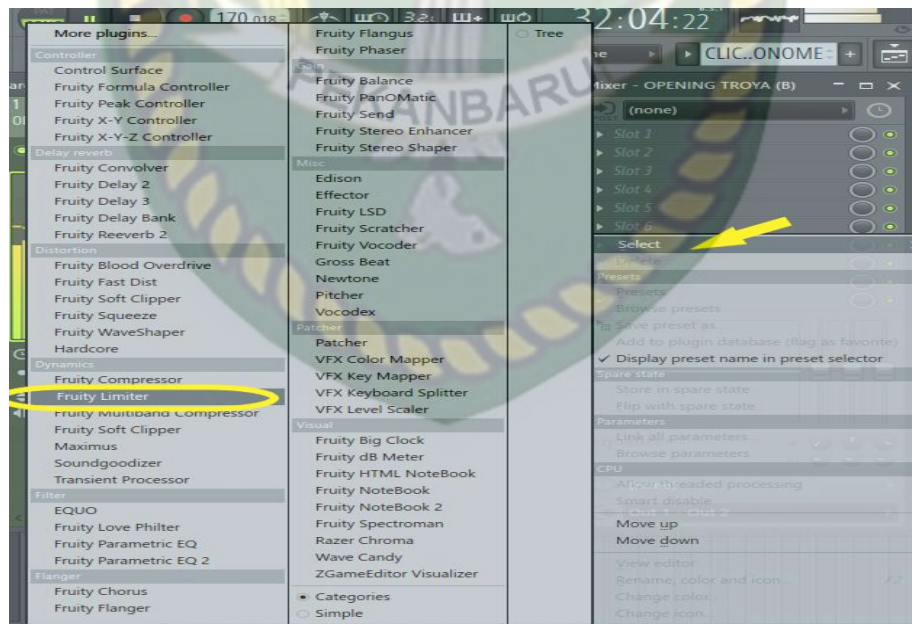 170.018
3 2:
32:04:22
More plugins...
Controller
Control Surface
Fruity Formula Controller
Fruity Peak Controller
Fruity X-Y Controller
Fruity X-Y-Z Controller
Delay reverb
Fruity Convolver
Fruity Delay 2
Fruity Delay 3
Fruity Delay Bank
Fruity Reeverb 2
Distortion
Fruity Blood Overdrive
Fruity Fast Dist
Fruity Soft Clipper
Fruity Squeeze
Fruity WaveShaper
Hardcore
Dynamics
Fruity Compressor
Fruity Limiter
Fruity Multiband Compressor
Fruity Soft Clipper
Maximus
Soundgoodizer
Transient Processor
Filter
EQUO
Fruity Love Philter
Fruity Parametric EQ
Fruity Parametric EQ 2
Flanger
Fruity Chorus
Fruity Flanger
Fruity Flangus
Fruity Phaser
Gain
Fruity Balance
Fruity PanOMatic
Fruity Send
Fruity Stereo Enhancer
Fruity Stereo Shaper
Misc
Edison
Effector
Fruity LSD
Fruity Scratcher
Fruity Vocoder
Gross Beat
Newtone
Pitcher
Vocodex
Patcher
Patcher
VFX Color Mapper
VFX Key Mapper
VFX Keyboard Splitter
VFX Level Scaler
Visual
Fruity Big Clock
Fruity dB Meter
Fruity HTML NoteBook
Fruity NoteBook
Fruity NoteBook 2
Fruity Spectroman
Razer Chroma
Wave Candy
ZGameEditor Visualizer
Categories
Simple
Tree
PEKANBARU
CLIC..ONOME
Mixer - OPENING TROYA (B)
(none)
Slot 1
Slot 2
Slot 3
Slot 4
Slot 5
Slot 6
Select
Delete
Presets
Presets
Browse presets
Save preset as...
Add to plugin database (flag as favorite)
Display preset name in preset selector
Spare state
Store in spare state
Flip with spare state
Parameters
Link all parameters...
Browse parameters
CPU
Allow threaded processing
Smart disable
Out 1 - Out 2
Move up
Move down
View editor
Rename, color and icon... F2
Change color...
Change icon...